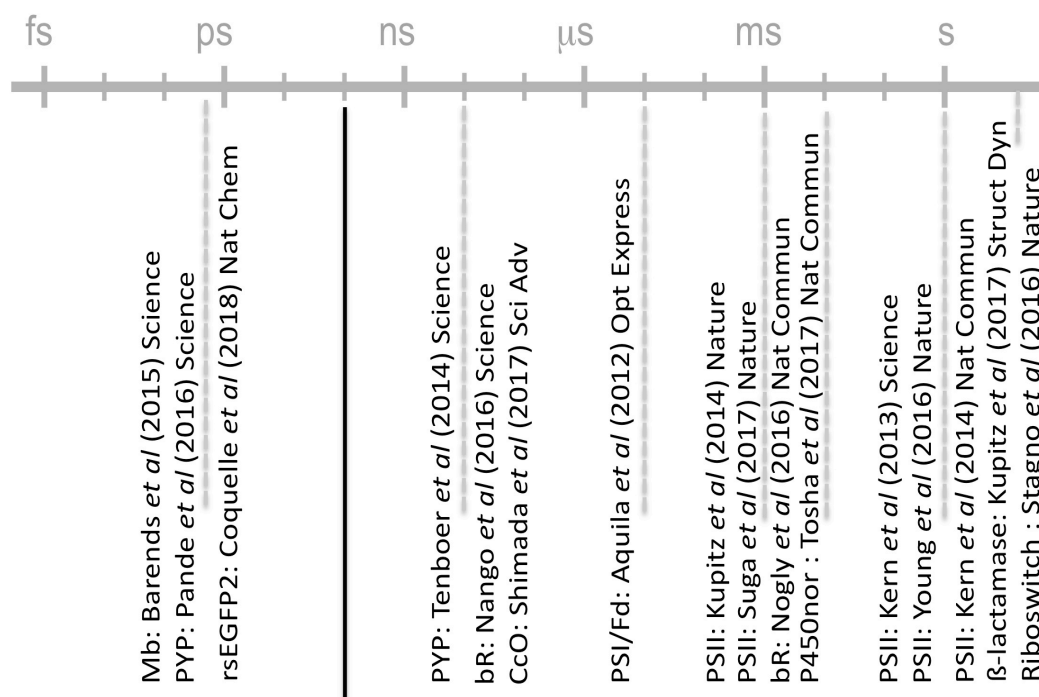 fs
ps
ns
μs
ms
s
Mb: Barends et al (2015) Science
PYP: Pande et al (2016) Science
rsEGFP2: Coquelle et al (2018) Nat Chem
PYP: Tenboer et al (2014) Science
bR: Nango et al (2016) Science
CcO: Shimada et al (2017) Sci Adv
PSI/Fd: Aquila et al (2012) Opt Express
PSII: Kupitz et al (2014) Nature
PSII: Suga et al (2017) Nature
bR: Nogly et al (2016) Nat Commun
P450nor : Tosha et al (2017) Nat Commun
PSII: Kern et al (2013) Science
PSII: Young et al (2016) Nature
PSII: Kern et al (2014) Nat Commun
ß-lactamase: Kupitz et al (2017) Struct Dyn
Riboswitch : Stagno et al (2016) Nature